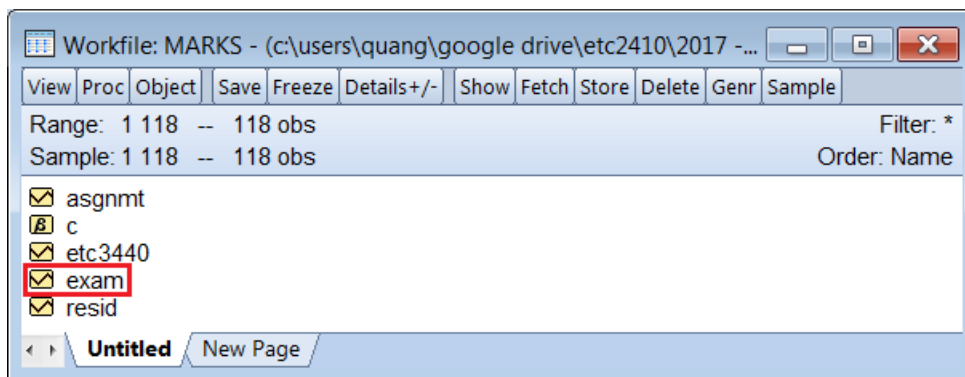 Workfile: MARKS - (c:\users\quang\google drive\etc2410\2017 -...
View Proc Object Save Freeze Details+/- Show Fetch Store Delete Genr Sample
Range: 1 118 -- 118 obs Filter: *
Sample: 1 118 -- 118 obs Order: Name
asgnmt
β c
etc3440
exam
resid
Untitled New Page